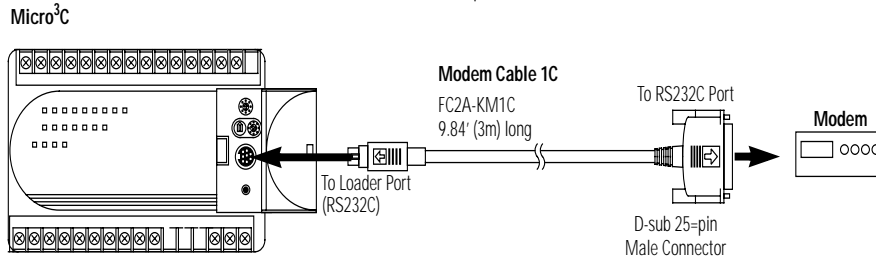 Micro³C
Modem Cable 1C
FC2A-KM1C
9.84' (3m) long
To RS232C Port
Modem
To Loader Port
(RS232C)
D-sub 25=pin
Male Connector